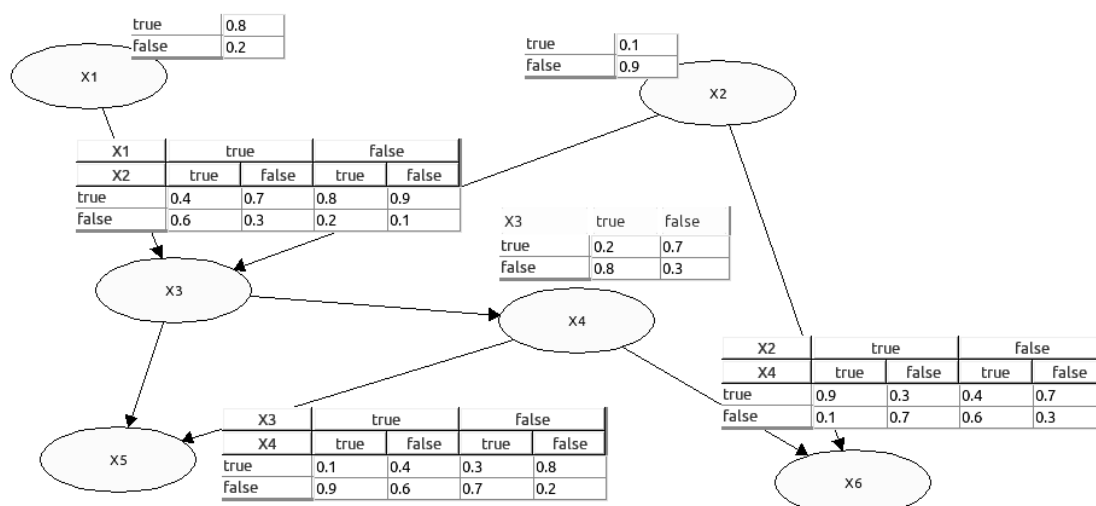 true 0.8
false 0.2
X1
true 0.1
false 0.9
X2
X1 true false
X2 true false true false
true 0.4 0.7 0.8 0.9
false 0.6 0.3 0.2 0.1
X3 true false
true 0.2 0.7
false 0.8 0.3
X3
X4
X2 true false
X4 true false true false
true 0.9 0.3 0.4 0.7
false 0.1 0.7 0.6 0.3
X3 true false
X4 true false true false
true 0.1 0.4 0.3 0.8
false 0.9 0.6 0.7 0.2
X5
X6